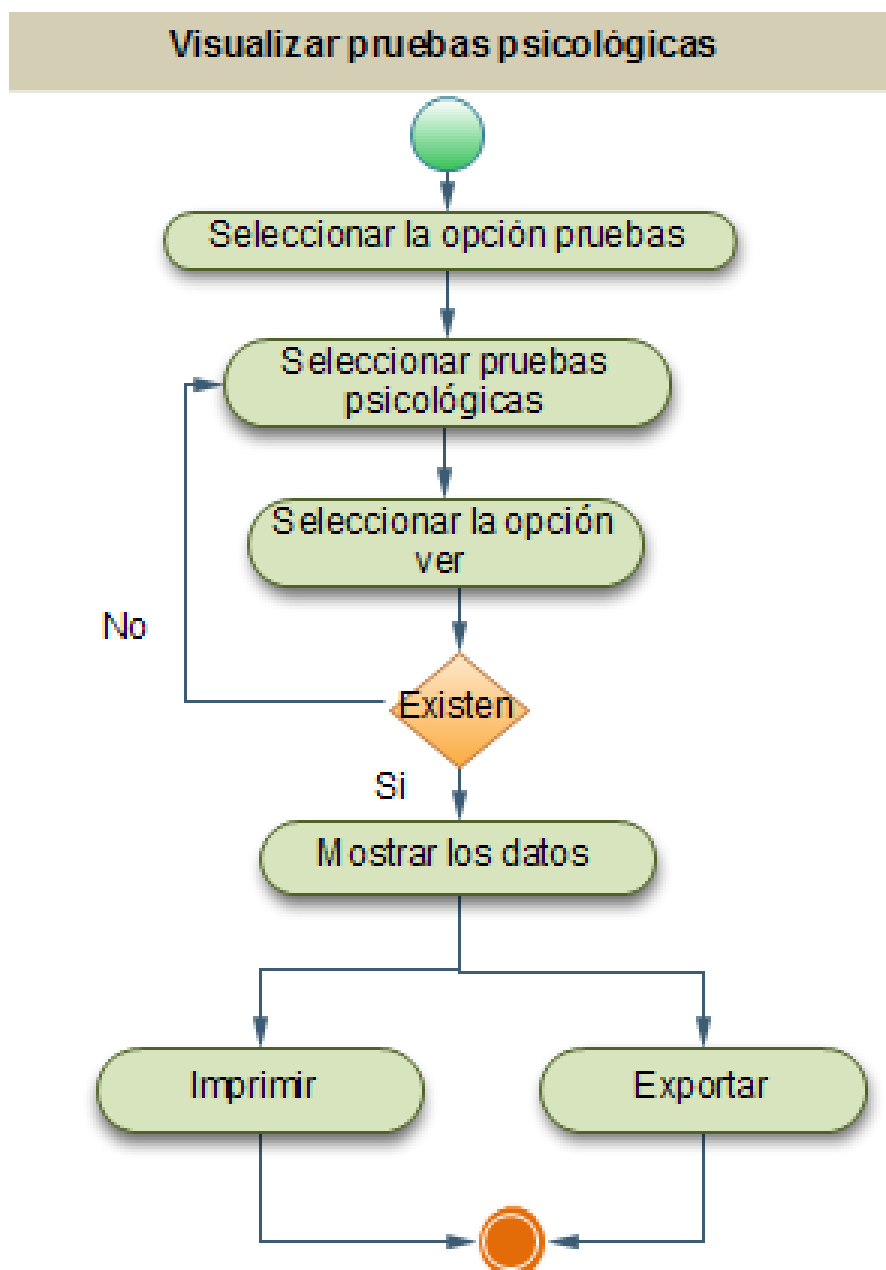 Visualizar pruebas psicológicas
Seleccionar la opción pruebas
Seleccionar pruebas
psicológicas
Seleccionar la opción
ver
No
Existen
Si
Mostrar los datos
Imprimir
Exportar